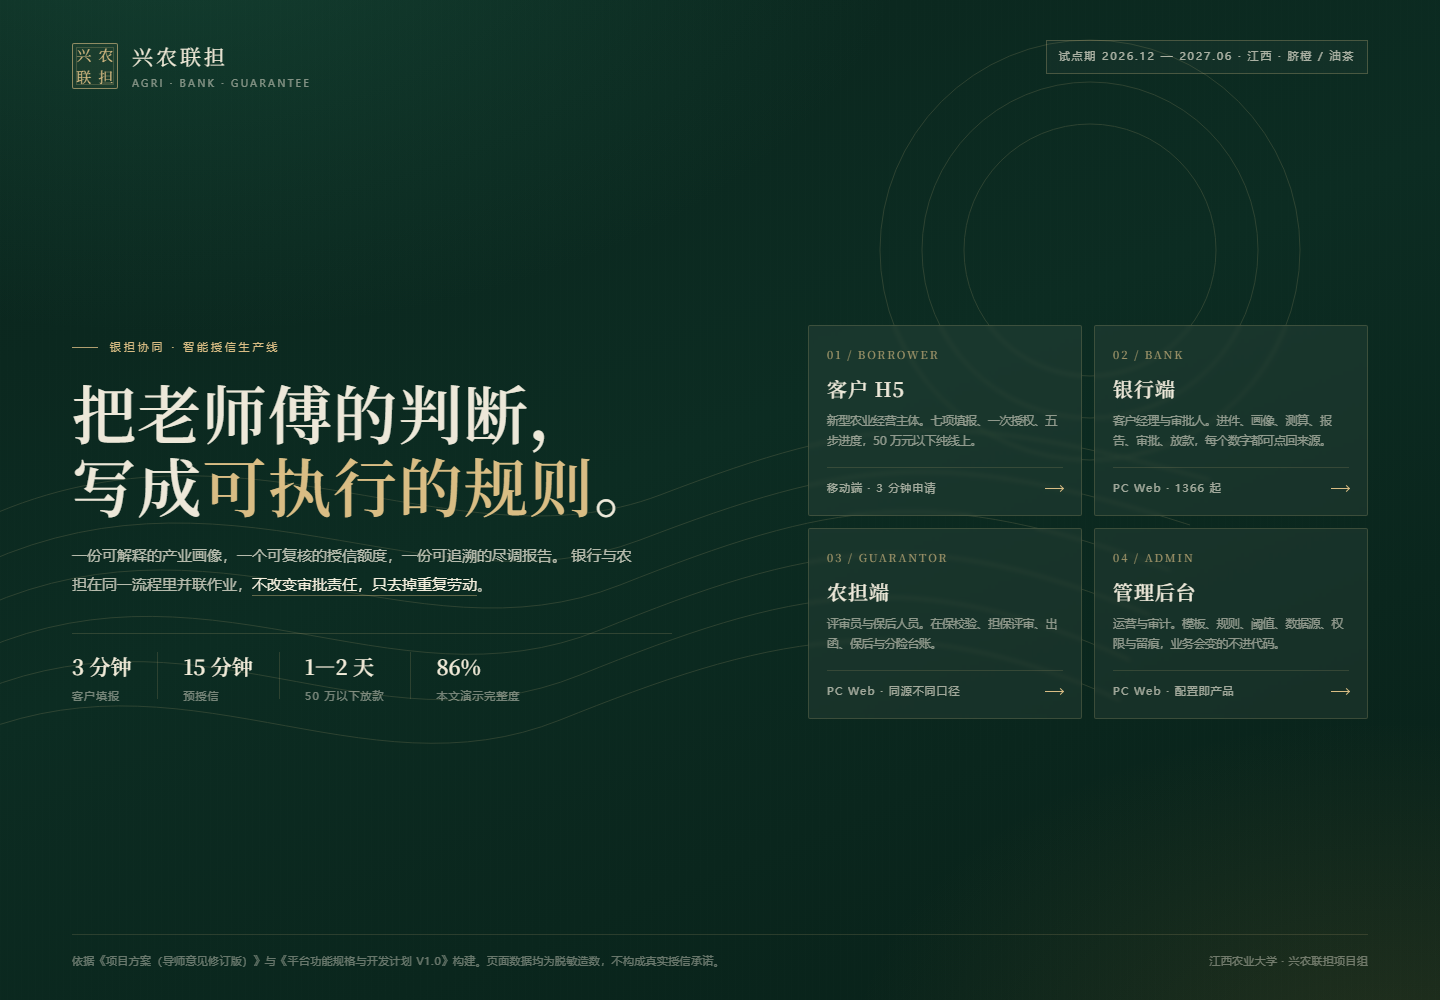 兴农
联担
兴农联担
AGRI · BANK · GUARANTEE
试点期 2026.12 — 2027.06 · 江西 · 脐橙 / 油茶
银担协同 · 智能授信生产线
把老师傅的判断，
写成可执行的规则。
一份可解释的产业画像，一个可复核的授信额度，一份可追溯的尽调报告。 银行与农
担在同一流程里并联作业，不改变审批责任，只去掉重复劳动。
3 分钟
客户填报
15 分钟
预授信
1—2 天
50 万以下放款
86%
本文演示完整度
01 / BORROWER
客户 H5
新型农业经营主体。七项填报、一次授权、五
步进度，50 万元以下纯线上。
移动端 · 3 分钟申请
02 / BANK
银行端
客户经理与审批人。进件、画像、测算、报
告、审批、放款，每个数字都可点回来源。
PC Web · 1366 起
03 / GUARANTOR
农担端
评审员与保后人员。在保校验、担保评审、出
函、保后与分险台账。
PC Web · 同源不同口径
04 / ADMIN
管理后台
运营与审计。模板、规则、阈值、数据源、权
限与留痕，业务会变的不进代码。
PC Web · 配置即产品
依据《项目方案（导师意见修订版）》与《平台功能规格与开发计划 V1.0》构建。页面数据均为脱敏造数，不构成真实授信承诺。
江西农业大学 · 兴农联担项目组